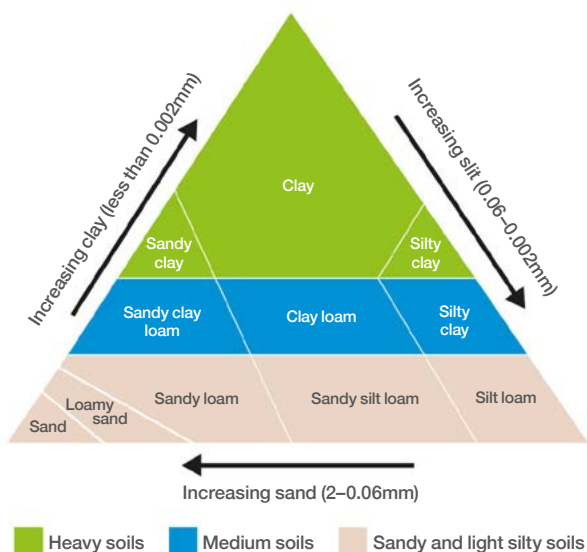 Increasing clay (less than 0.002mm)
Increasing slit (0.06–0.002mm)
Clay
Sandy
clay
Silty
clay
Sandy clay
loam
Clay loam
Silty
clay
Sand
Loamy
sand
Sandy loam
Sandy silt loam
Silt loam
Increasing sand (2–0.06mm)
Heavy soils
Medium soils
Sandy and light silty soils